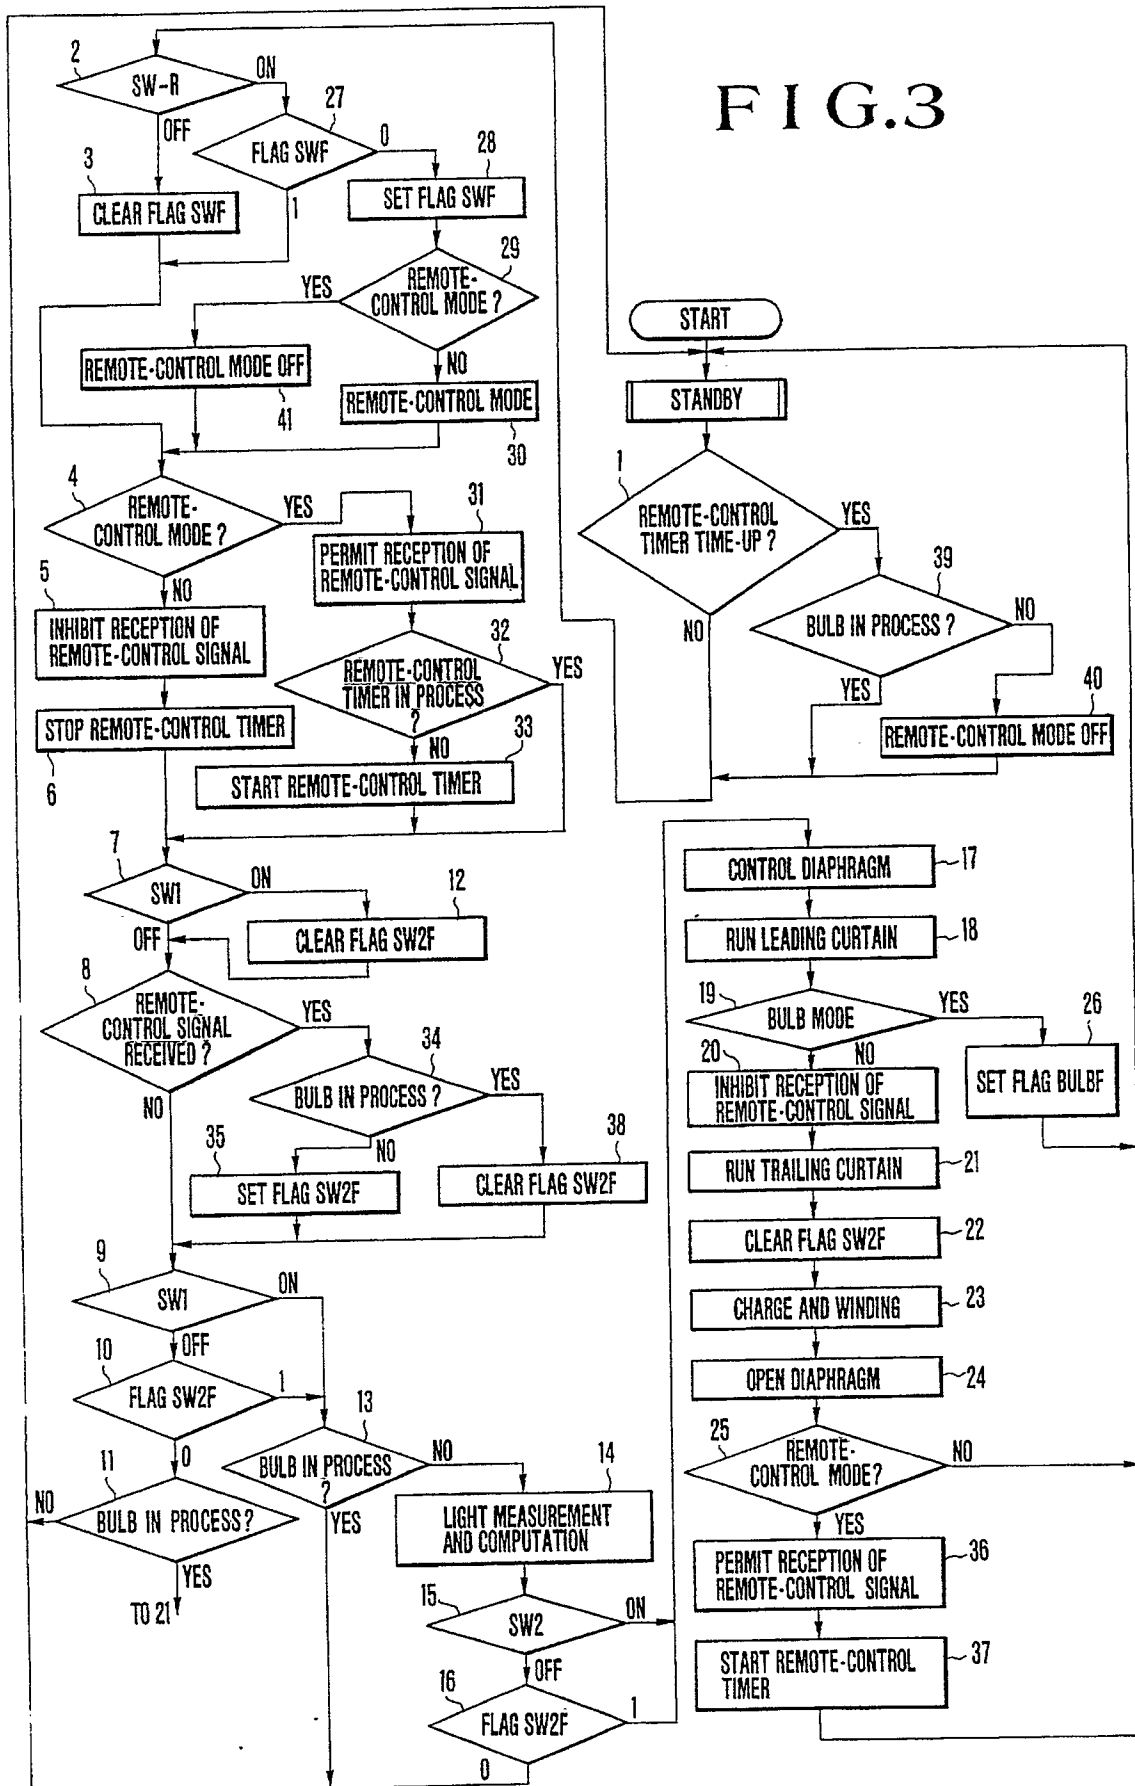 FIG.3
2
SW-R
ON
OFF
27
FLAG SWF
0
1
3
CLEAR FLAG SWF
28
SET FLAG SWF
29
REMOTE-
CONTROL MODE ?
YES
NO
REMOTE-CONTROL MODE OFF
41
REMOTE-CONTROL MODE
30
4
REMOTE-
CONTROL MODE ?
YES
NO
31
PERMIT RECEPTION OF
REMOTE-CONTROL SIGNAL
5
INHIBIT RECEPTION OF
REMOTE-CONTROL SIGNAL
32
REMOTE-CONTROL
TIMER IN PROCESS
?
YES
NO
STOP REMOTE-CONTROL TIMER
6
33
START REMOTE-CONTROL TIMER
7
SW1
ON
OFF
12
CLEAR FLAG SW2F
8
REMOTE-
CONTROL SIGNAL
RECEIVED ?
YES
NO
34
BULB IN PROCESS ?
YES
NO
35
SET FLAG SW2F
38
CLEAR FLAG SW2F
9
SW1
ON
OFF
10
FLAG SW2F
1
0
11
BULB IN PROCESS?
NO
YES
TO 21
13
BULB IN PROCESS
?
NO
YES
14
LIGHT MEASUREMENT
AND COMPUTATION
15
SW2
ON
OFF
16
FLAG SW2F
1
0
START
STANDBY
1
REMOTE-CONTROL
TIMER TIME-UP ?
YES
NO
39
BULB IN PROCESS ?
NO
YES
40
REMOTE-CONTROL MODE OFF
CONTROL DIAPHRAGM
17
RUN LEADING CURTAIN
18
19
BULB MODE
YES
NO
26
SET FLAG BULBF
20
INHIBIT RECEPTION OF
REMOTE-CONTROL SIGNAL
RUN TRAILING CURTAIN
21
CLEAR FLAG SW2F
22
CHARGE AND WINDING
23
OPEN DIAPHRAGM
24
25
REMOTE-
CONTROL MODE?
NO
YES
PERMIT RECEPTION OF
REMOTE-CONTROL SIGNAL
36
START REMOTE-CONTROL
TIMER
37